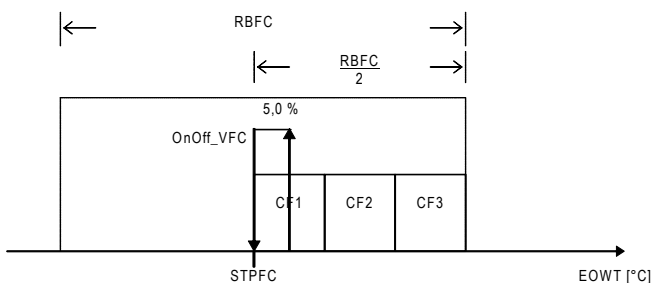 RBFC
RBFC
2
5,0 %
OnOff_VFC
CF1 CF2 CF3
STPFC EOWT [°C]